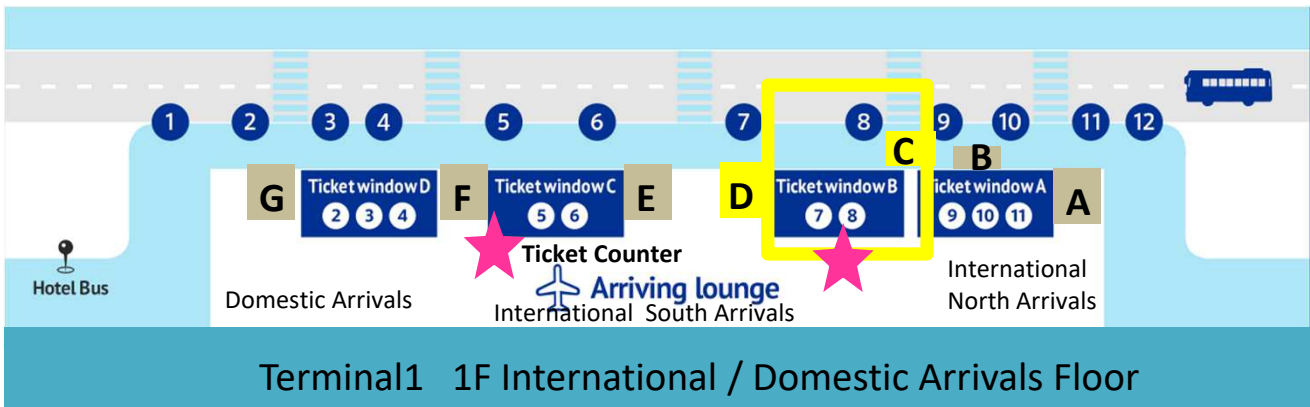 1 2 3 4 5 6 7 8 9 10 11 12
G Ticket window D F Ticket window C E D Ticket window B C Ticket window A B A
2 3 4 5 6 7 8 9 10 11
Ticket Counter
Hotel Bus
Domestic Arrivals
Arriving lounge
International South Arrivals
International
North Arrivals
Terminal1 1F International / Domestic Arrivals Floor